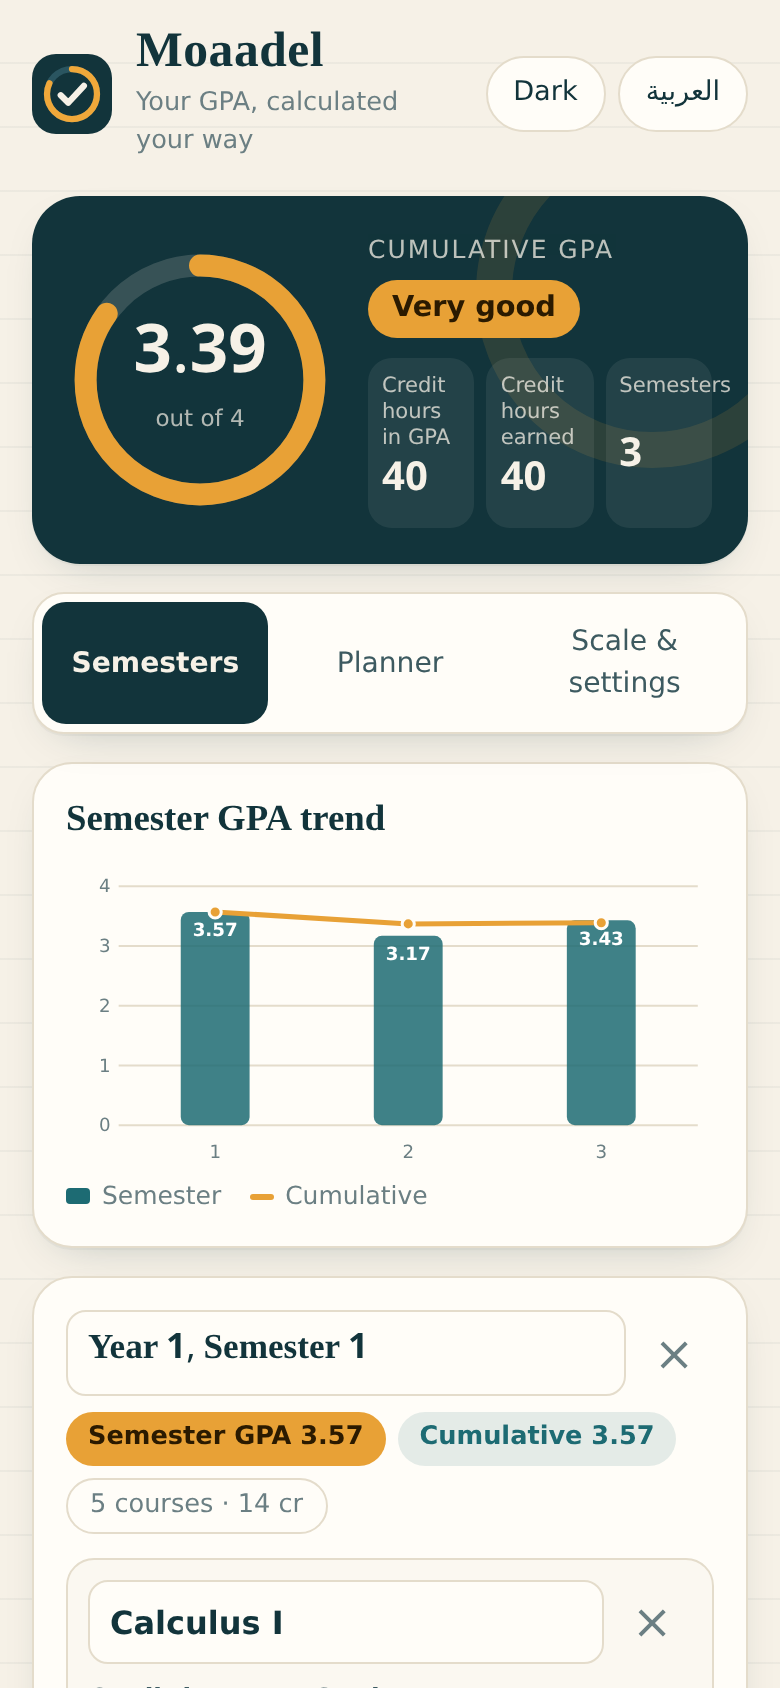 Moaadel
Your GPA, calculated
your way
Dark
العربية
CUMULATIVE GPA
Very good
3.39
out of 4
Credit
hours
in GPA
40
Credit
hours
earned
40
Semesters
3
Semesters
Planner
Scale &
settings
Semester GPA trend
4
3
2
1
0
3.57
3.17
3.43
1
2
3
Semester
Cumulative
Year 1, Semester 1
Semester GPA 3.57
Cumulative 3.57
5 courses · 14 cr
Calculus I